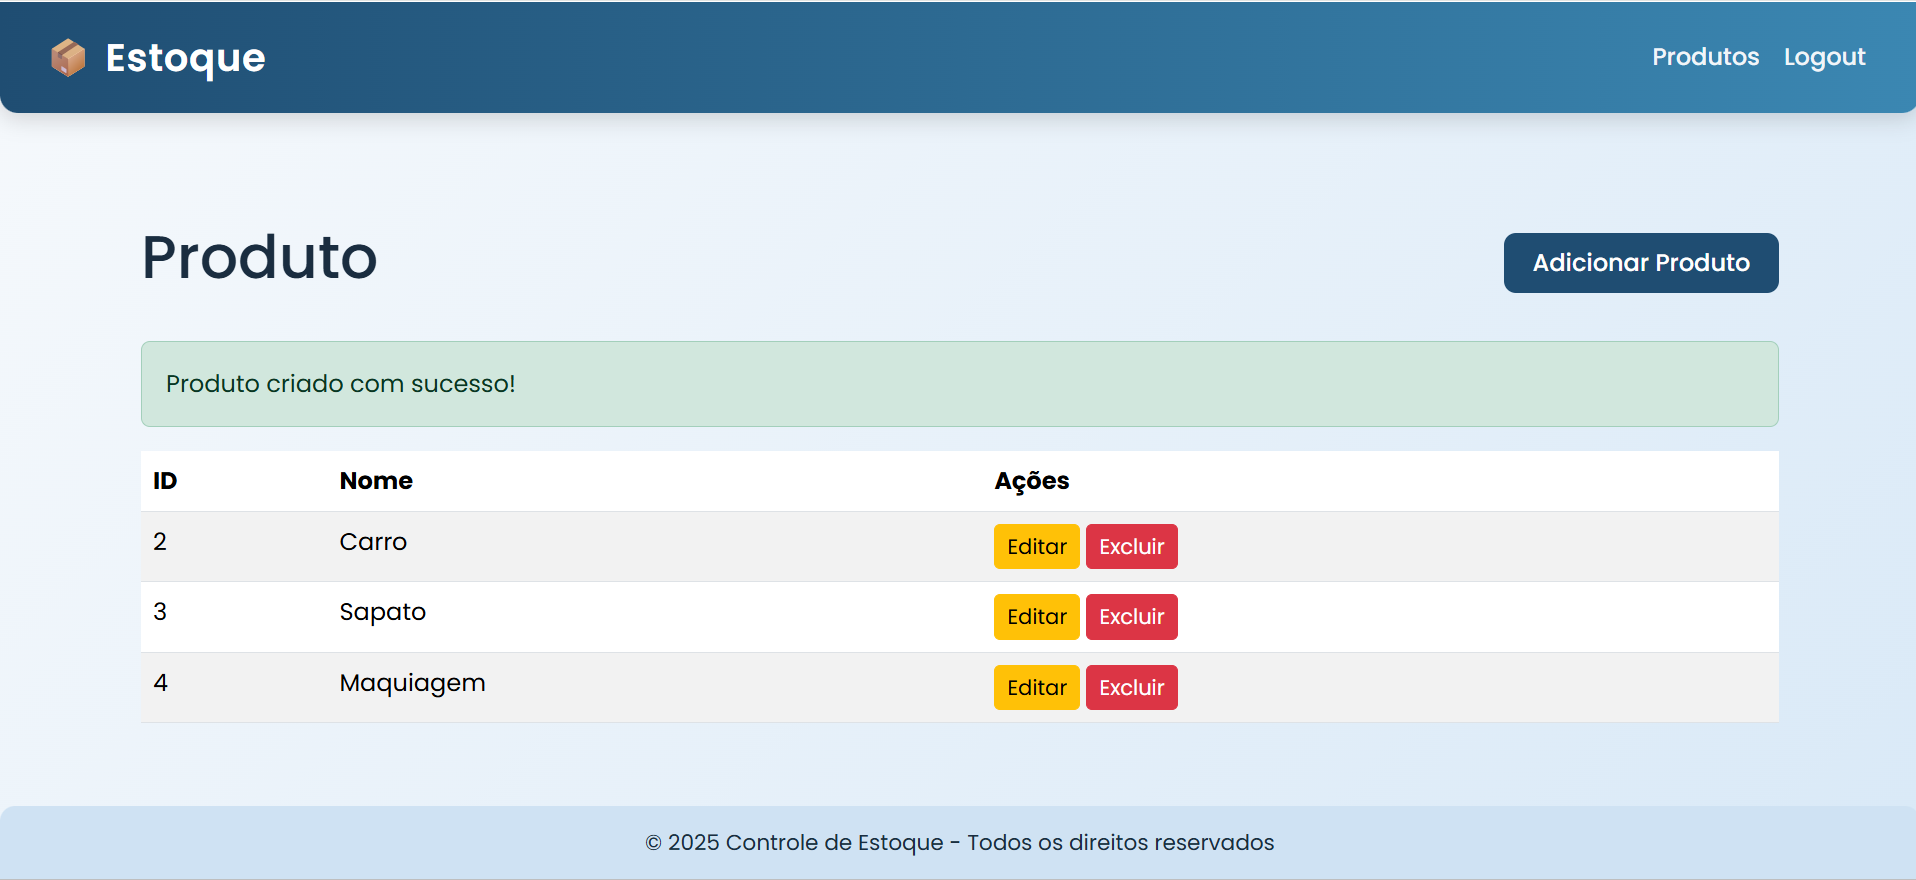 Estoque
Produtos Logout
Produto
Adicionar Produto
Produto criado com sucesso!
ID Nome Ações
2 Carro Editar Excluir
3 Sapato Editar Excluir
4 Maquiagem Editar Excluir
© 2025 Controle de Estoque - Todos os direitos reservados